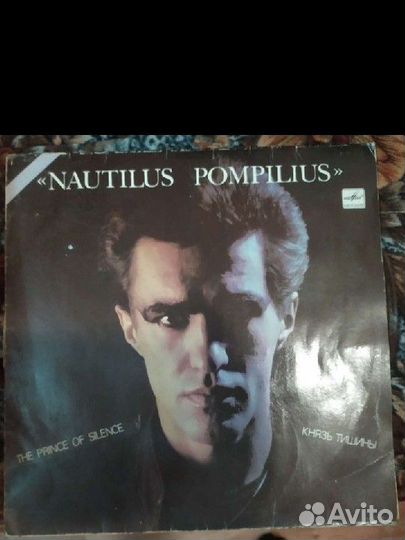 «NAUTILUS POMPILIUS»
THE PRINCE OF SILENCE
КНЯЗЬ ТИШИНЫ
Avito